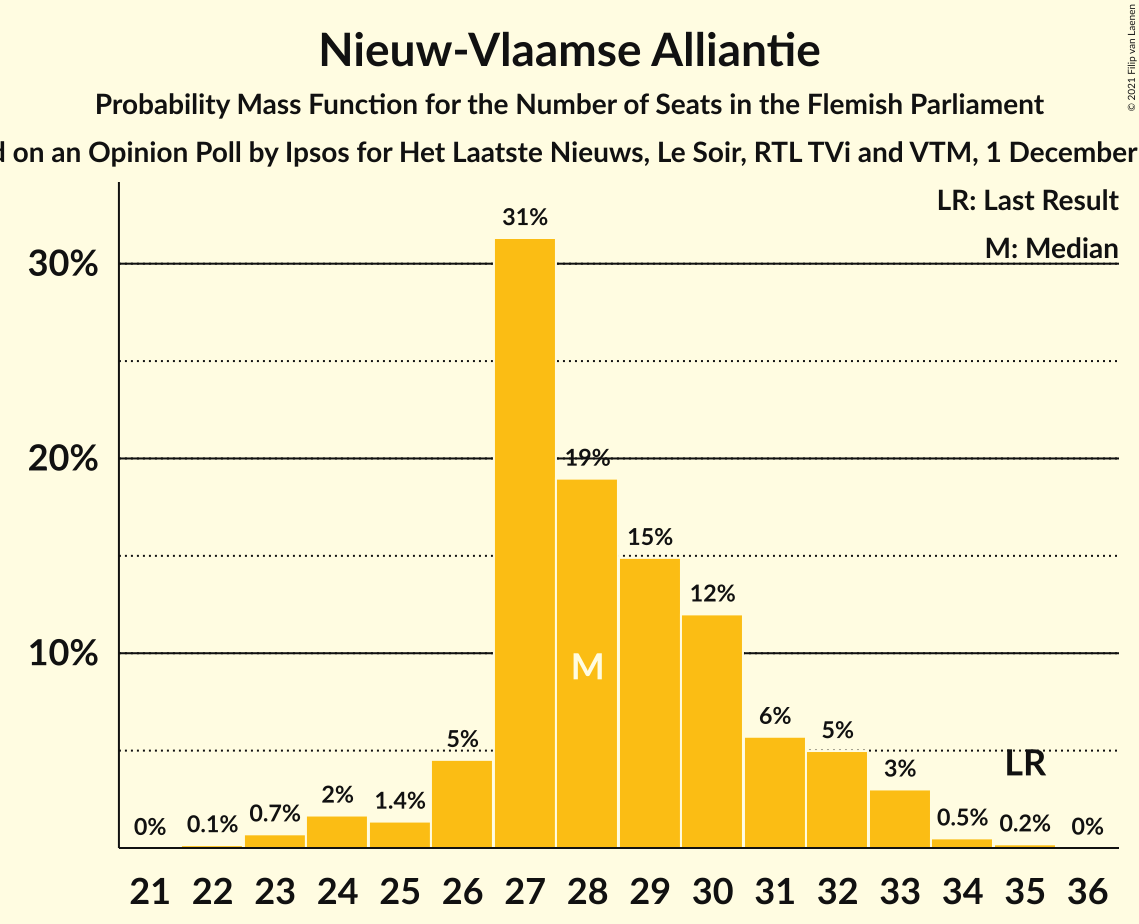 Nieuw-Vlaamse Alliantie
Probability Mass Function for the Number of Seats in the Flemish Parliament
on an Opinion Poll by Ipsos for Het Laatste Nieuws, Le Soir, RTL TVi and VTM, 1 December
© 2021 Filip van Laenen
LR: Last Result
M: Median
30%
20%
10%
0%
0.1%
0.7%
2%
1.4%
5%
31%
19%
15%
12%
6%
5%
3%
0.5%
0.2%
0%
M
LR
21 22 23 24 25 26 27 28 29 30 31 32 33 34 35 36